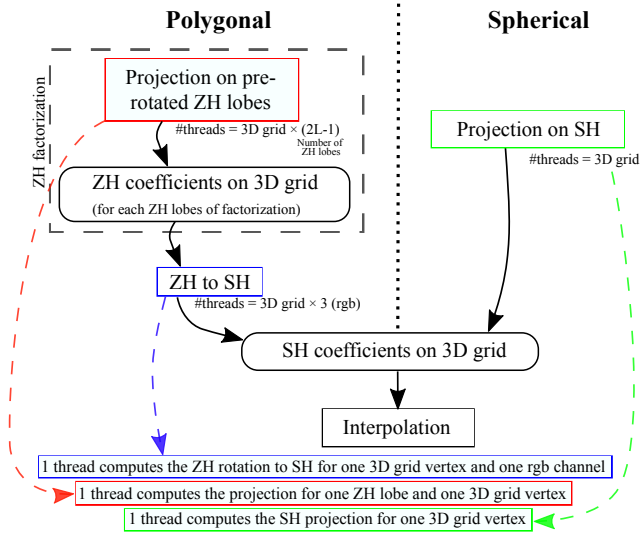 Polygonal
Spherical
ZH factorization
Projection on pre-
rotated ZH lobes
#threads = 3D grid × (2L-1)
Number of
ZH lobes
ZH coefficients on 3D grid
(for each ZH lobes of factorization)
Projection on SH
#threads = 3D grid
ZH to SH
#threads = 3D grid × 3 (rgb)
SH coefficients on 3D grid
Interpolation
1 thread computes the ZH rotation to SH for one 3D grid vertex and one rgb channel
1 thread computes the projection for one ZH lobe and one 3D grid vertex
1 thread computes the SH projection for one 3D grid vertex